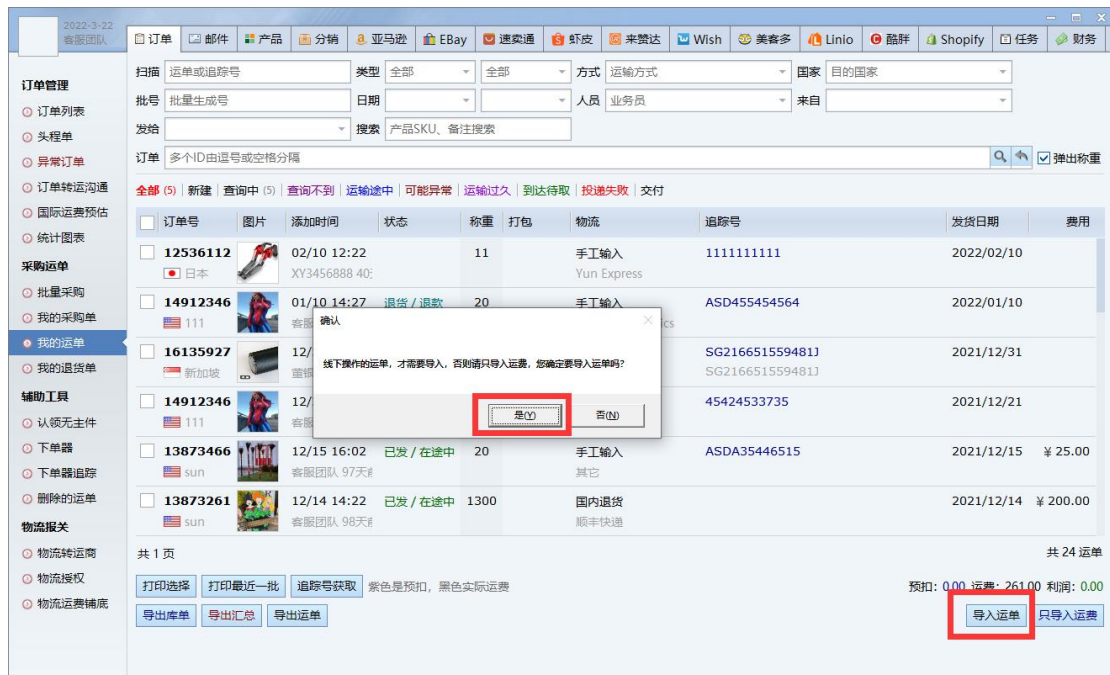 2022-3-22
客服团队
订单 邮件 产品 分销 亚马逊 EBay 速卖通 虾皮 来赞达 Wish 美客多 Linio 酷胖 Shopify 任务 财务
订单管理
订单列表
头程单
异常订单
订单转运沟通
国际运费预估
统计图表
采购运单
批量采购
我的采购单
我的运单
我的退货单
辅助工具
认领无主件
下单器
下单器追踪
删除的运单
物流报关
物流转运商
物流授权
物流运费铺底
扫描 运单或追踪号 类型 全部 全部 方式 运输方式 国家 目的国家
批号 批量生成号 日期 人员 业务员 来自
发给 搜索 产品SKU、备注搜索
订单 多个ID由逗号或空格分隔 弹出称重
全部 (5) 新建 查询中 (5) 查询不到 运输途中 可能异常 运输过久 到达待取 投递失败 交付
订单号 图片 添加时间 状态 称重 打包 物流 追踪号 发货日期 费用
12536112 02/10 12:22 11 手工输入 1111111111 2022/02/10
日本 XY3456888 Yun Express
14912346 01/10 14:27 退货 / 退款 20 手工输入 ASD455454564 2022/01/10
111 客服
16135927 12/ SG216651559481J 2021/12/31
新加坡 SG216651559481J
14912346 12/ 45424533735 2021/12/21
111 客服
13873466 12/15 16:02 已发 / 在途中 20 手工输入 ASDA35446515 2021/12/15 ¥ 25.00
sun 客服团队 97天 其它
13873261 12/14 14:22 已发 / 在途中 1300 国内退货 2021/12/14 ¥ 200.00
sun 客服团队 98天 顺丰快递
确认
线下操作的运单，才需要导入，否则请只导入运费，您确定要导入运单吗?
是(Y) 否(N)
共 1 页 共 24 运单
打印选择 打印最近一批 追踪号获取 紫色是预扣，黑色实际运费 预扣: 0.00 运费: 261.00 利润: 0.00
导出库单 导出汇总 导出运单 导入运单 只导入运费